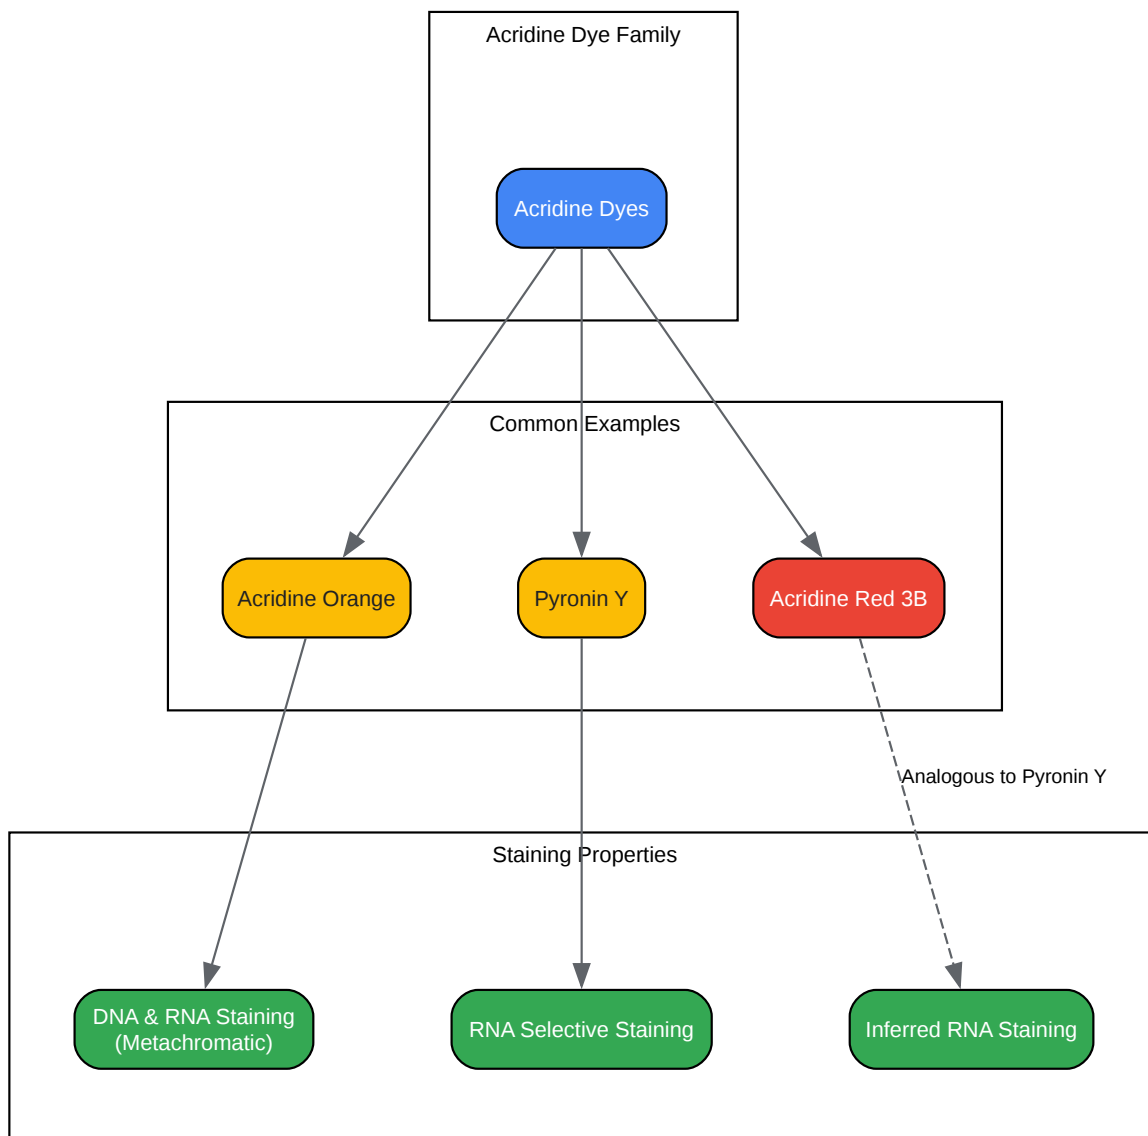 Acridine Dye Family
Acridine Dyes
Common Examples
Acridine Orange
Pyronin Y
Acridine Red 3B
Analogous to Pyronin Y
Staining Properties
DNA & RNA Staining
(Metachromatic)
RNA Selective Staining
Inferred RNA Staining